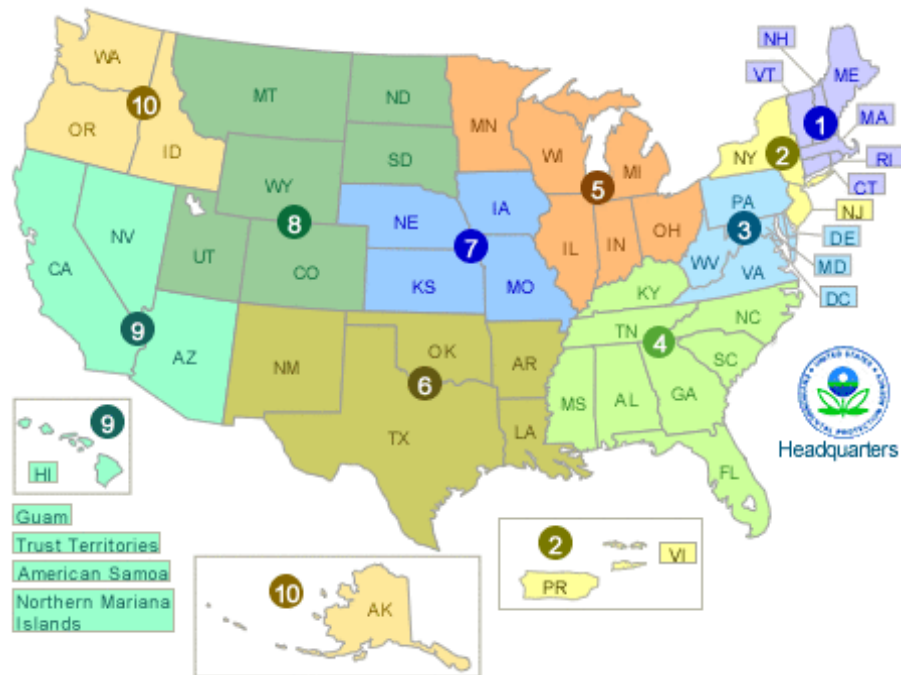 NH
WA
VT
ME
MT
ND
10
MN
1
MA
OR
ID
WI
NY
2
SD
MI
RI
WY
5
CT
PA
8
NE
IA
NJ
3
NV
7
OH
DE
UT
IL
IN
WV
CA
CO
VA
MD
KS
MO
KY
DC
9
NC
TN
4
AZ
OK
AR
SC
NM
6
MS
AL
GA
9
TX
LA
Headquarters
HI
FL
Guam
2
Trust Territories
VI
American Samoa
PR
10
Northern Mariana
Islands
AK